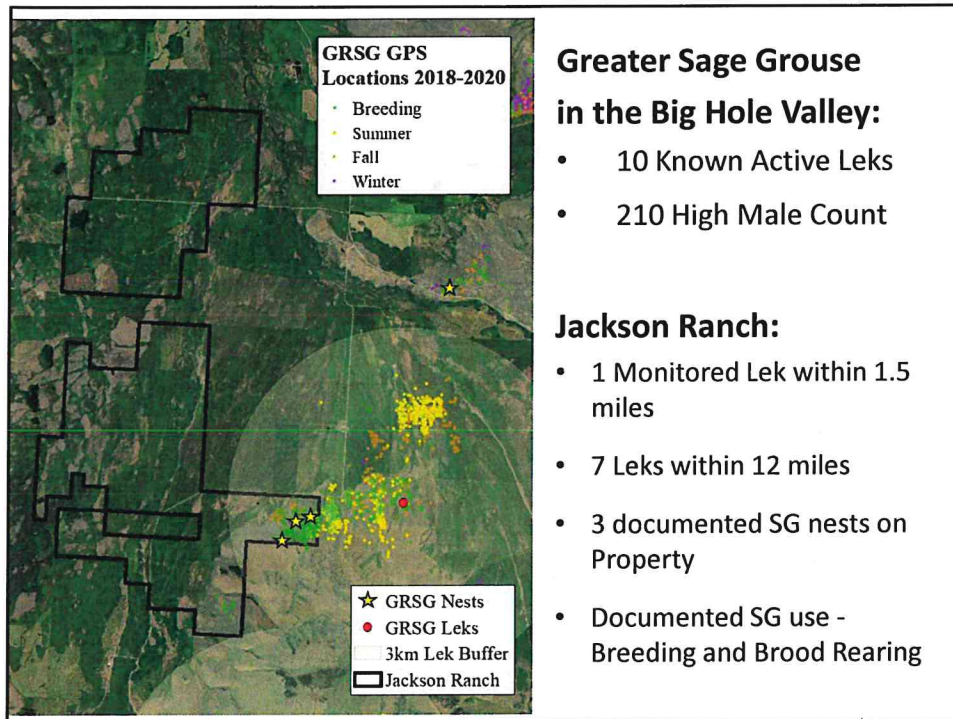 GRSG GPS
Locations 2018-2020
Breeding
Summer
Fall
Winter
GRSG Nests
GRSG Leks
3km Lek Buffer
Jackson Ranch
Greater Sage Grouse
in the Big Hole Valley:
• 10 Known Active Leks
• 210 High Male Count
Jackson Ranch:
• 1 Monitored Lek within 1.5
miles
• 7 Leks within 12 miles
• 3 documented SG nests on
Property
• Documented SG use -
Breeding and Brood Rearing